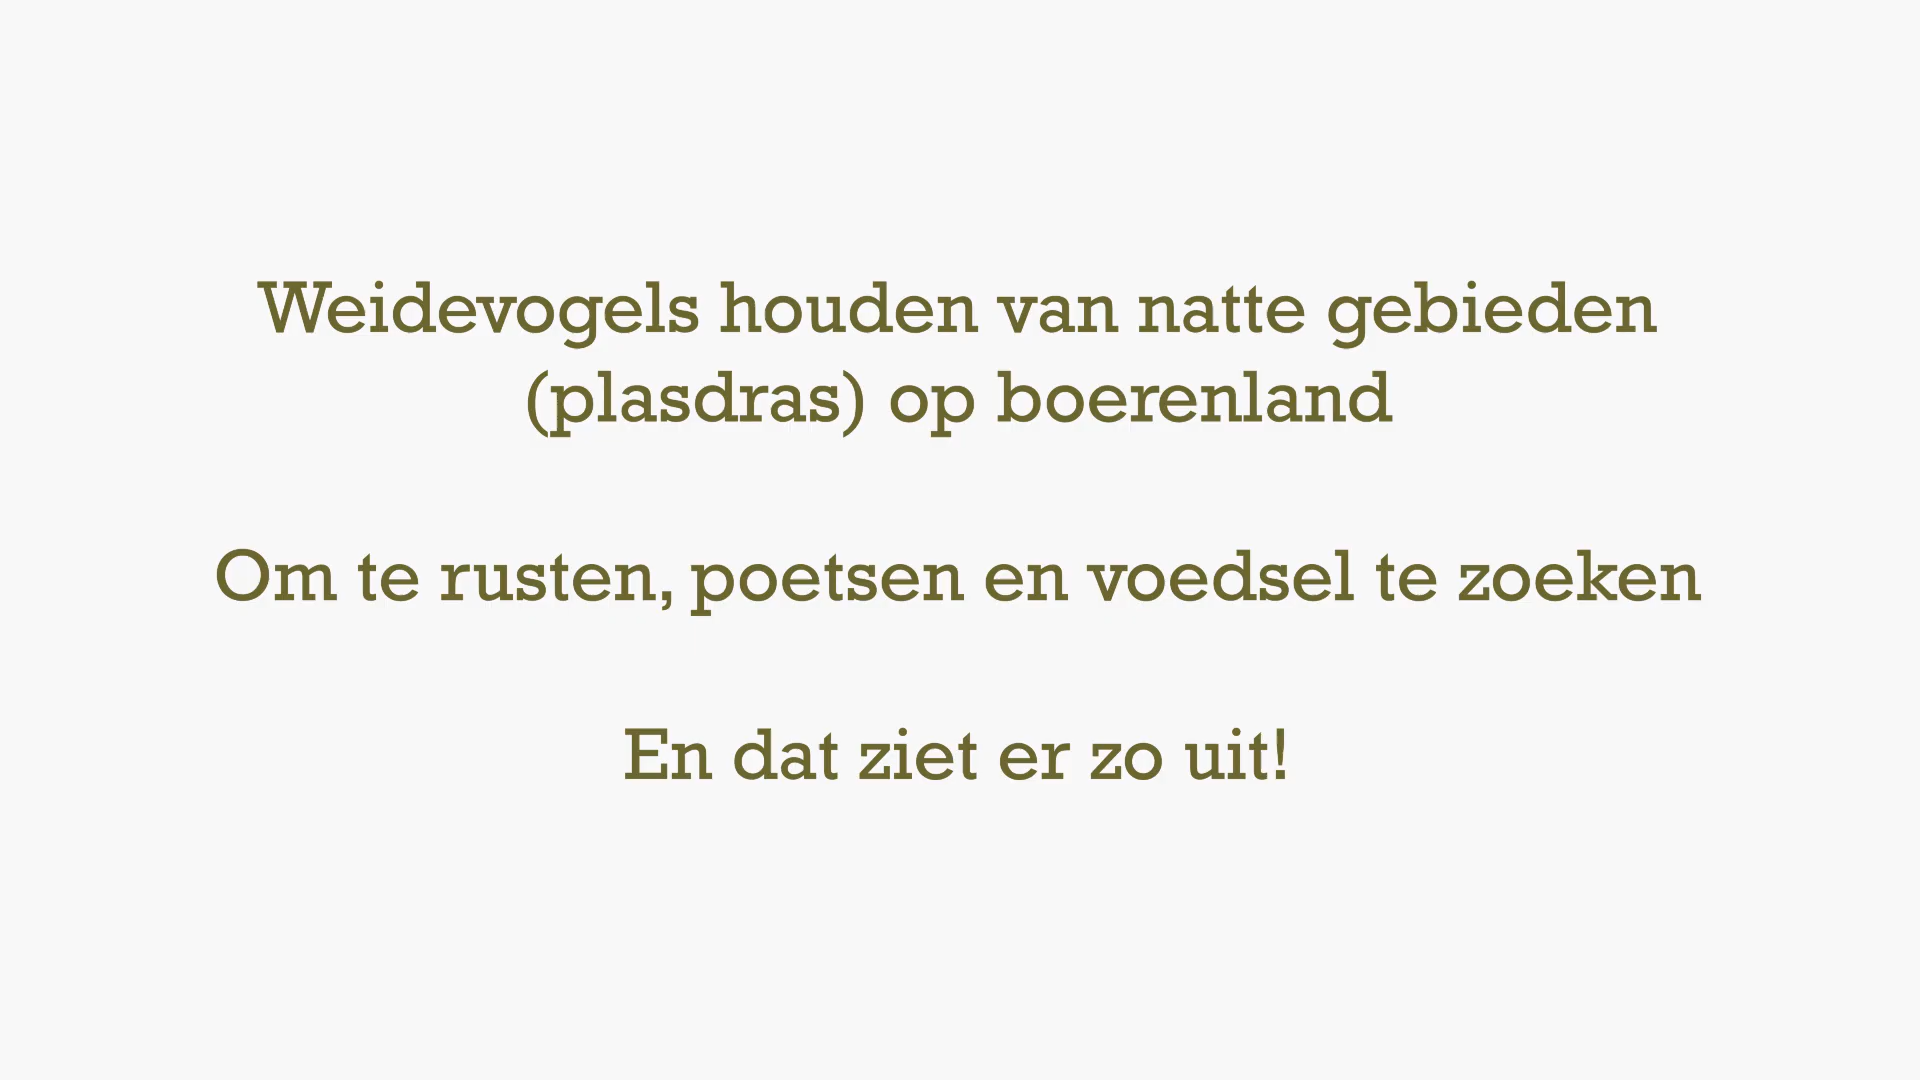 Weidevogels houden van natte gebieden
(plasdras) op boerenland
Om te rusten, poetsen en voedsel te zoeken
En dat ziet er zo uit!